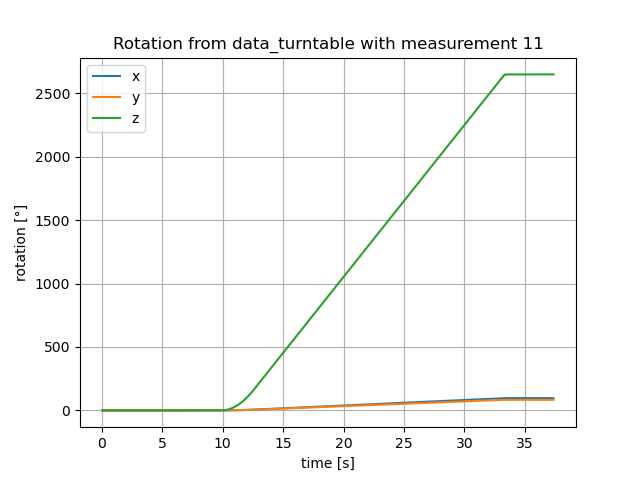 Rotation from data_turntable with measurement 11
x
y
z
2500
2000
1500
1000
500
0
rotation [°]
0 5 10 15 20 25 30 35
time [s]